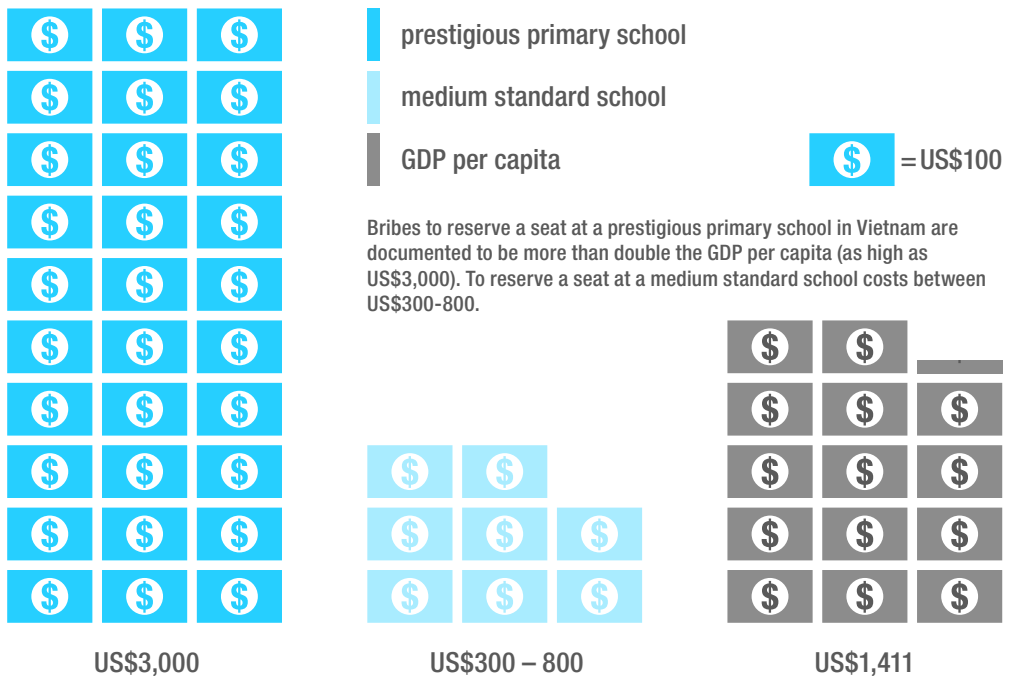 prestigious primary school
medium standard school
GDP per capita
$ = US$100
Bribes to reserve a seat at a prestigious primary school in Vietnam are
documented to be more than double the GDP per capita (as high as
US$3,000). To reserve a seat at a medium standard school costs between
US$300-800.
$ $ $
$ $ $
$ $ $
$ $ $
$ $ $
$ $ $
$ $ $
$ $ $
$ $ $
$ $ $
US$3,000
$ $
$ $ $
$ $ $
US$300 – 800
$ $
$ $ $
$ $ $
$ $ $
$ $ $
US$1,411